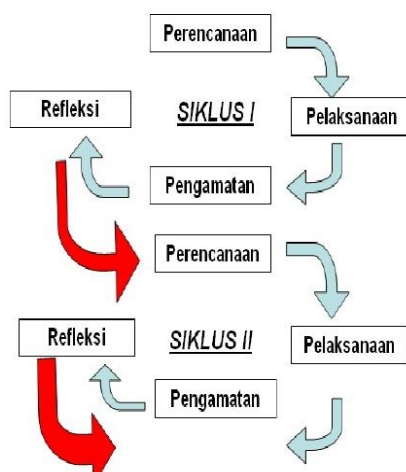 Perencanaan
Refleksi
SIKLUS I
Pelaksanaan
Pengamatan
Perencanaan
Refleksi
SIKLUS II
Pelaksanaan
Pengamatan